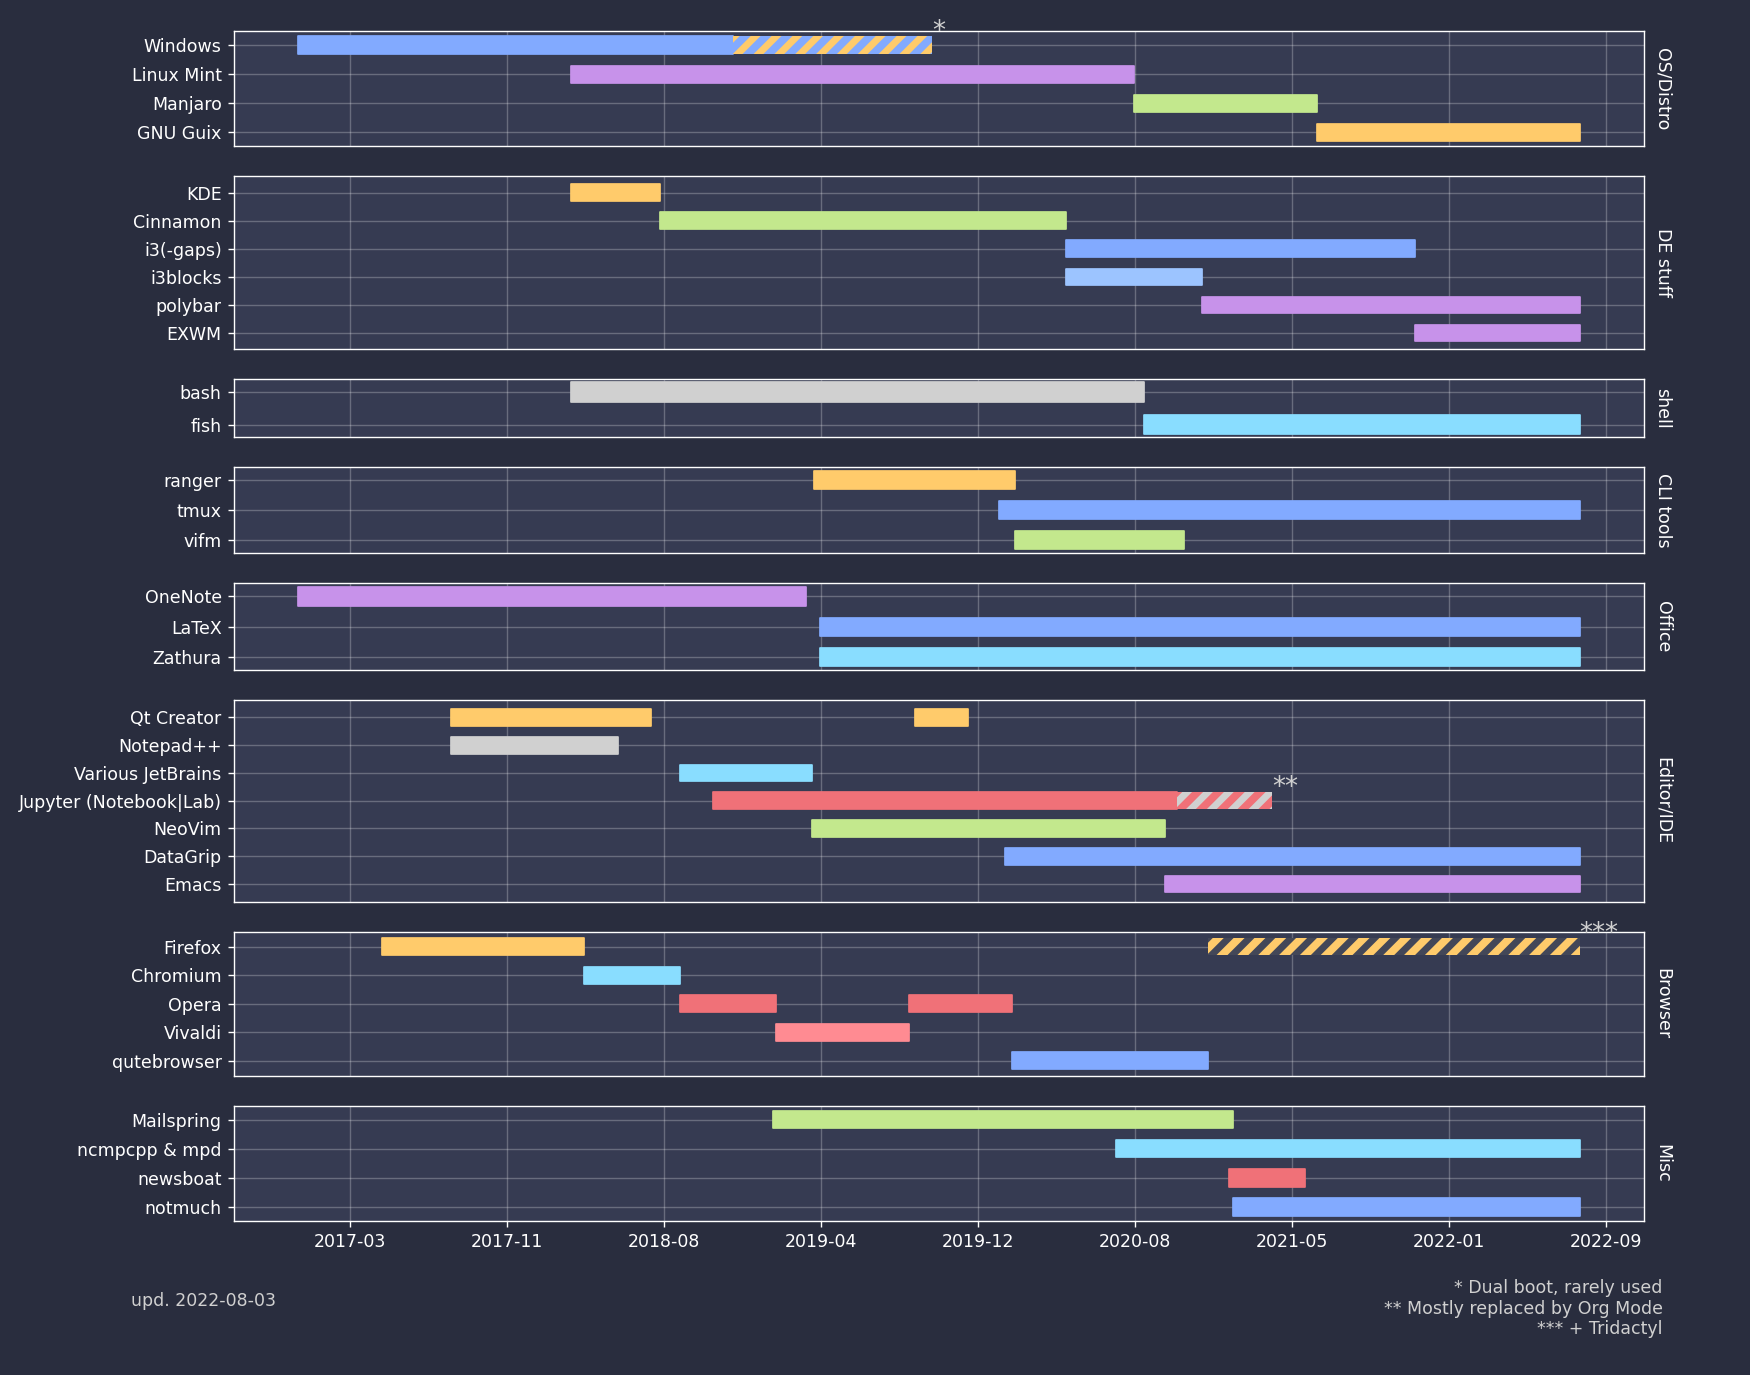 *
Windows
Linux Mint
Manjaro
GNU Guix
OS/Distro
KDE
Cinnamon
i3(-gaps)
i3blocks
polybar
EXWM
DE stuff
bash
fish
shell
ranger
tmux
vifm
CLI tools
OneNote
LaTeX
Zathura
Office
Qt Creator
Notepad++
Various JetBrains
**
Jupyter (Notebook|Lab)
NeoVim
DataGrip
Emacs
Editor/IDE
***
Firefox
Chromium
Opera
Vivaldi
qutebrowser
Browser
Mailspring
ncmpcpp & mpd
newsboat
notmuch
Misc
2017-03 2017-11 2018-08 2019-04 2019-12 2020-08 2021-05 2022-01 2022-09
upd. 2022-08-03
* Dual boot, rarely used
** Mostly replaced by Org Mode
*** + Tridactyl